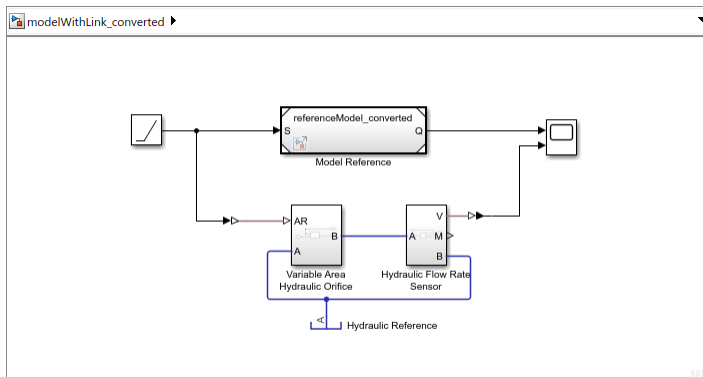 modelWithLink_converted
referenceModel_converted
S
Q
Model Reference
AR
B
A
Variable Area
Hydraulic Orifice
V
A
M
B
Hydraulic Flow Rate
Sensor
A
Hydraulic Reference